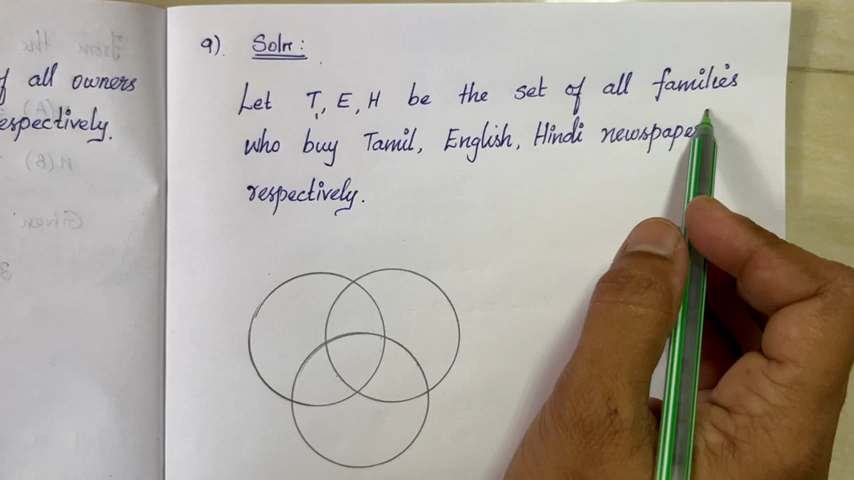 f all owners
espectively.
9). Soln:
Let T, E, H be the set of all families
who buy Tamil, English, Hindi newspaper
respectively.